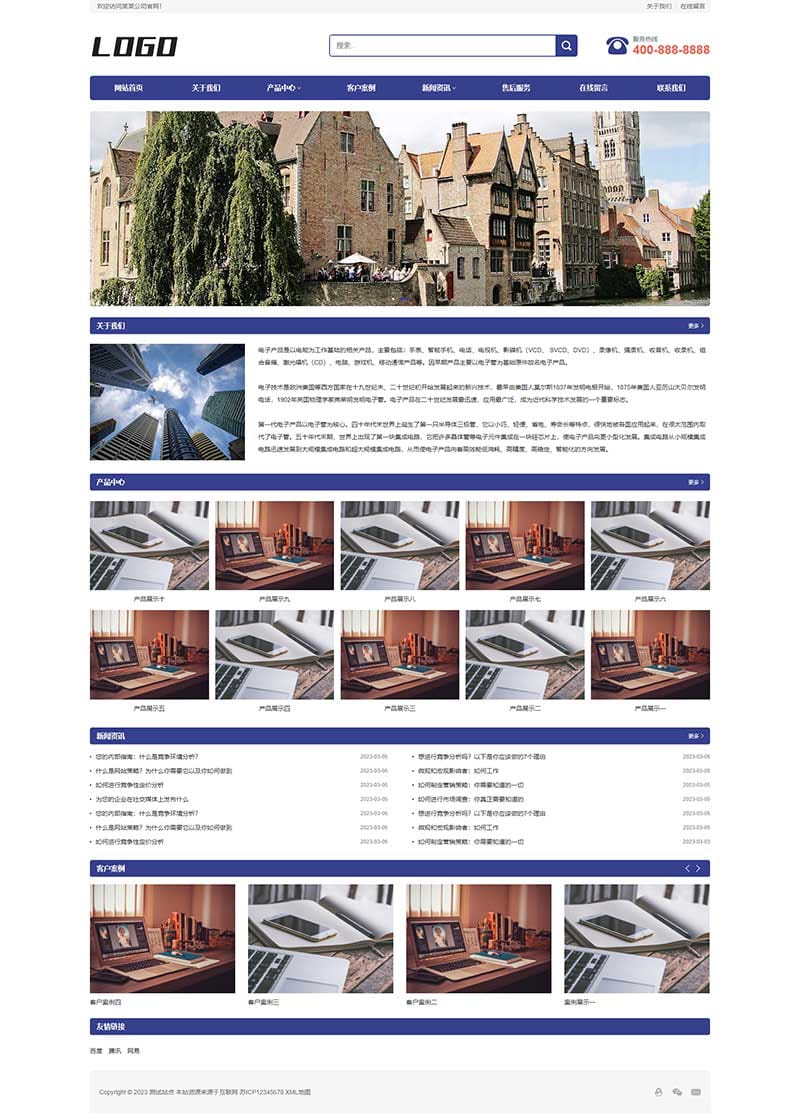 欢迎访问某某公司官网！
关于我们 在线留言
LOGO
搜索..
服务热线
400-888-8888
网站首页 关于我们 产品中心 客户案例 新闻资讯 售后服务 在线留言 联系我们
关于我们 更多
电子产品是以电能为工作基础的相关产品，主要包括：手表、智能手机、电话、电视机、影碟机（VCD、SVCD、DVD）、录像机、摄录机、收音机、收录机、组
合音箱、激光唱机（CD）、电脑、游戏机、移动通信产品等。因早期产品主要以电子管为基础原件故名电子产品。
电子技术是欧洲美国等西方国家在十九世纪末、二十世纪初开始发展起来的新兴技术，最早由美国人莫尔斯1837年发明电报开始，1875年美国人亚历山大贝尔发明
电话，1902年英国物理学家弗莱明发明电子管。电子产品在二十世纪发展最迅速，应用最广泛，成为近代科学技术发展的一个重要标志。
第一代电子产品以电子管为核心。四十年代末世界上诞生了第一只半导体三极管，它以小巧、轻便、省电、寿命长等特点，很快地被各国应用起来，在很大范围内取
代了电子管。五十年代末期，世界上出现了第一块集成电路，它把许多晶体管等电子元件集成在一块硅芯片上，使电子产品向更小型化发展。集成电路从小规模集成
电路迅速发展到大规模集成电路和超大规模集成电路，从而使电子产品向着高效能低消耗、高精度、高稳定、智能化的方向发展。
产品中心 更多
产品展示十 产品展示九 产品展示八 产品展示七 产品展示六
产品展示五 产品展示四 产品展示三 产品展示二 产品展示一
新闻资讯 更多
您的内部指南：什么是竞争环境分析？ 2023-03-05 想进行竞争分析吗？以下是你应该做的7个理由 2023-03-05
什么是网站策略？为什么你需要它以及你如何做到 2023-03-05 微观和宏观影响者：如何工作 2023-03-05
如何进行竞争性定价分析 2023-03-05 如何制定营销策略：你需要知道的一切 2023-03-05
为您的企业在社交媒体上发布什么 2023-03-05 如何进行市场调查：你真正需要知道的 2023-03-05
您的内部指南：什么是竞争环境分析？ 2023-03-05 想进行竞争分析吗？以下是你应该做的7个理由 2023-03-05
什么是网站策略？为什么你需要它以及你如何做到 2023-03-05 微观和宏观影响者：如何工作 2023-03-05
如何进行竞争性定价分析 2023-03-05 如何制定营销策略：你需要知道的一切 2023-03-01
客户案例
客户案例四 客户案例三 客户案例二 案例展示一
友情链接
百度 腾讯 网易
Copyright © 2023 测试站点 本站资源来源于互联网 苏ICP12345678 XML地图